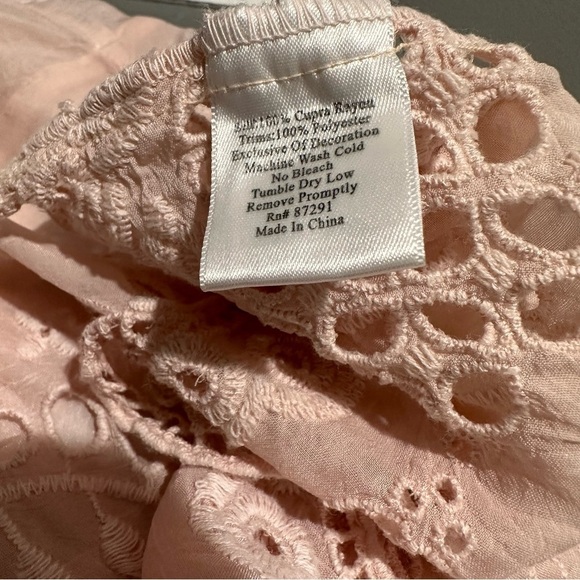 100% Cupra Rayon
Trims:100% Polyester
Exclusive Of Decoration
Machine Wash Cold
No Bleach
Tumble Dry Low
Remove Promptly
Rn# 87291
Made In China